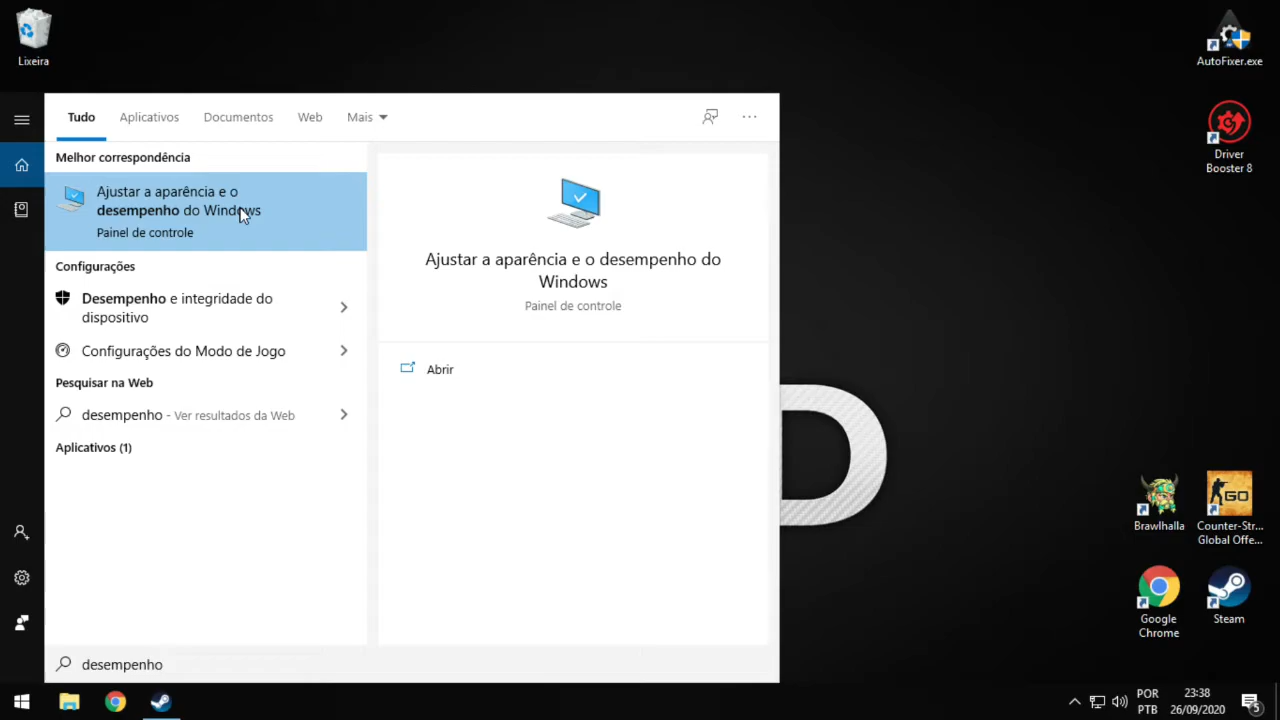 Lixeira
AutoFixer.exe
Driver
Booster 8
Tudo
Aplicativos
Documentos
Web
Mais
Melhor correspondência
Ajustar a aparência e o
desempenho do Windows
Painel de controle
Configurações
Desempenho e integridade do
dispositivo
Configurações do Modo de Jogo
Pesquisar na Web
desempenho - Ver resultados da Web
Aplicativos (1)
Ajustar a aparência e o desempenho do
Windows
Painel de controle
Abrir
D
Brawlhalla
GO
Counter-Str...
Global Offe...
Google
Chrome
Steam
desempenho
POR
PTB
23:38
26/09/2020
5